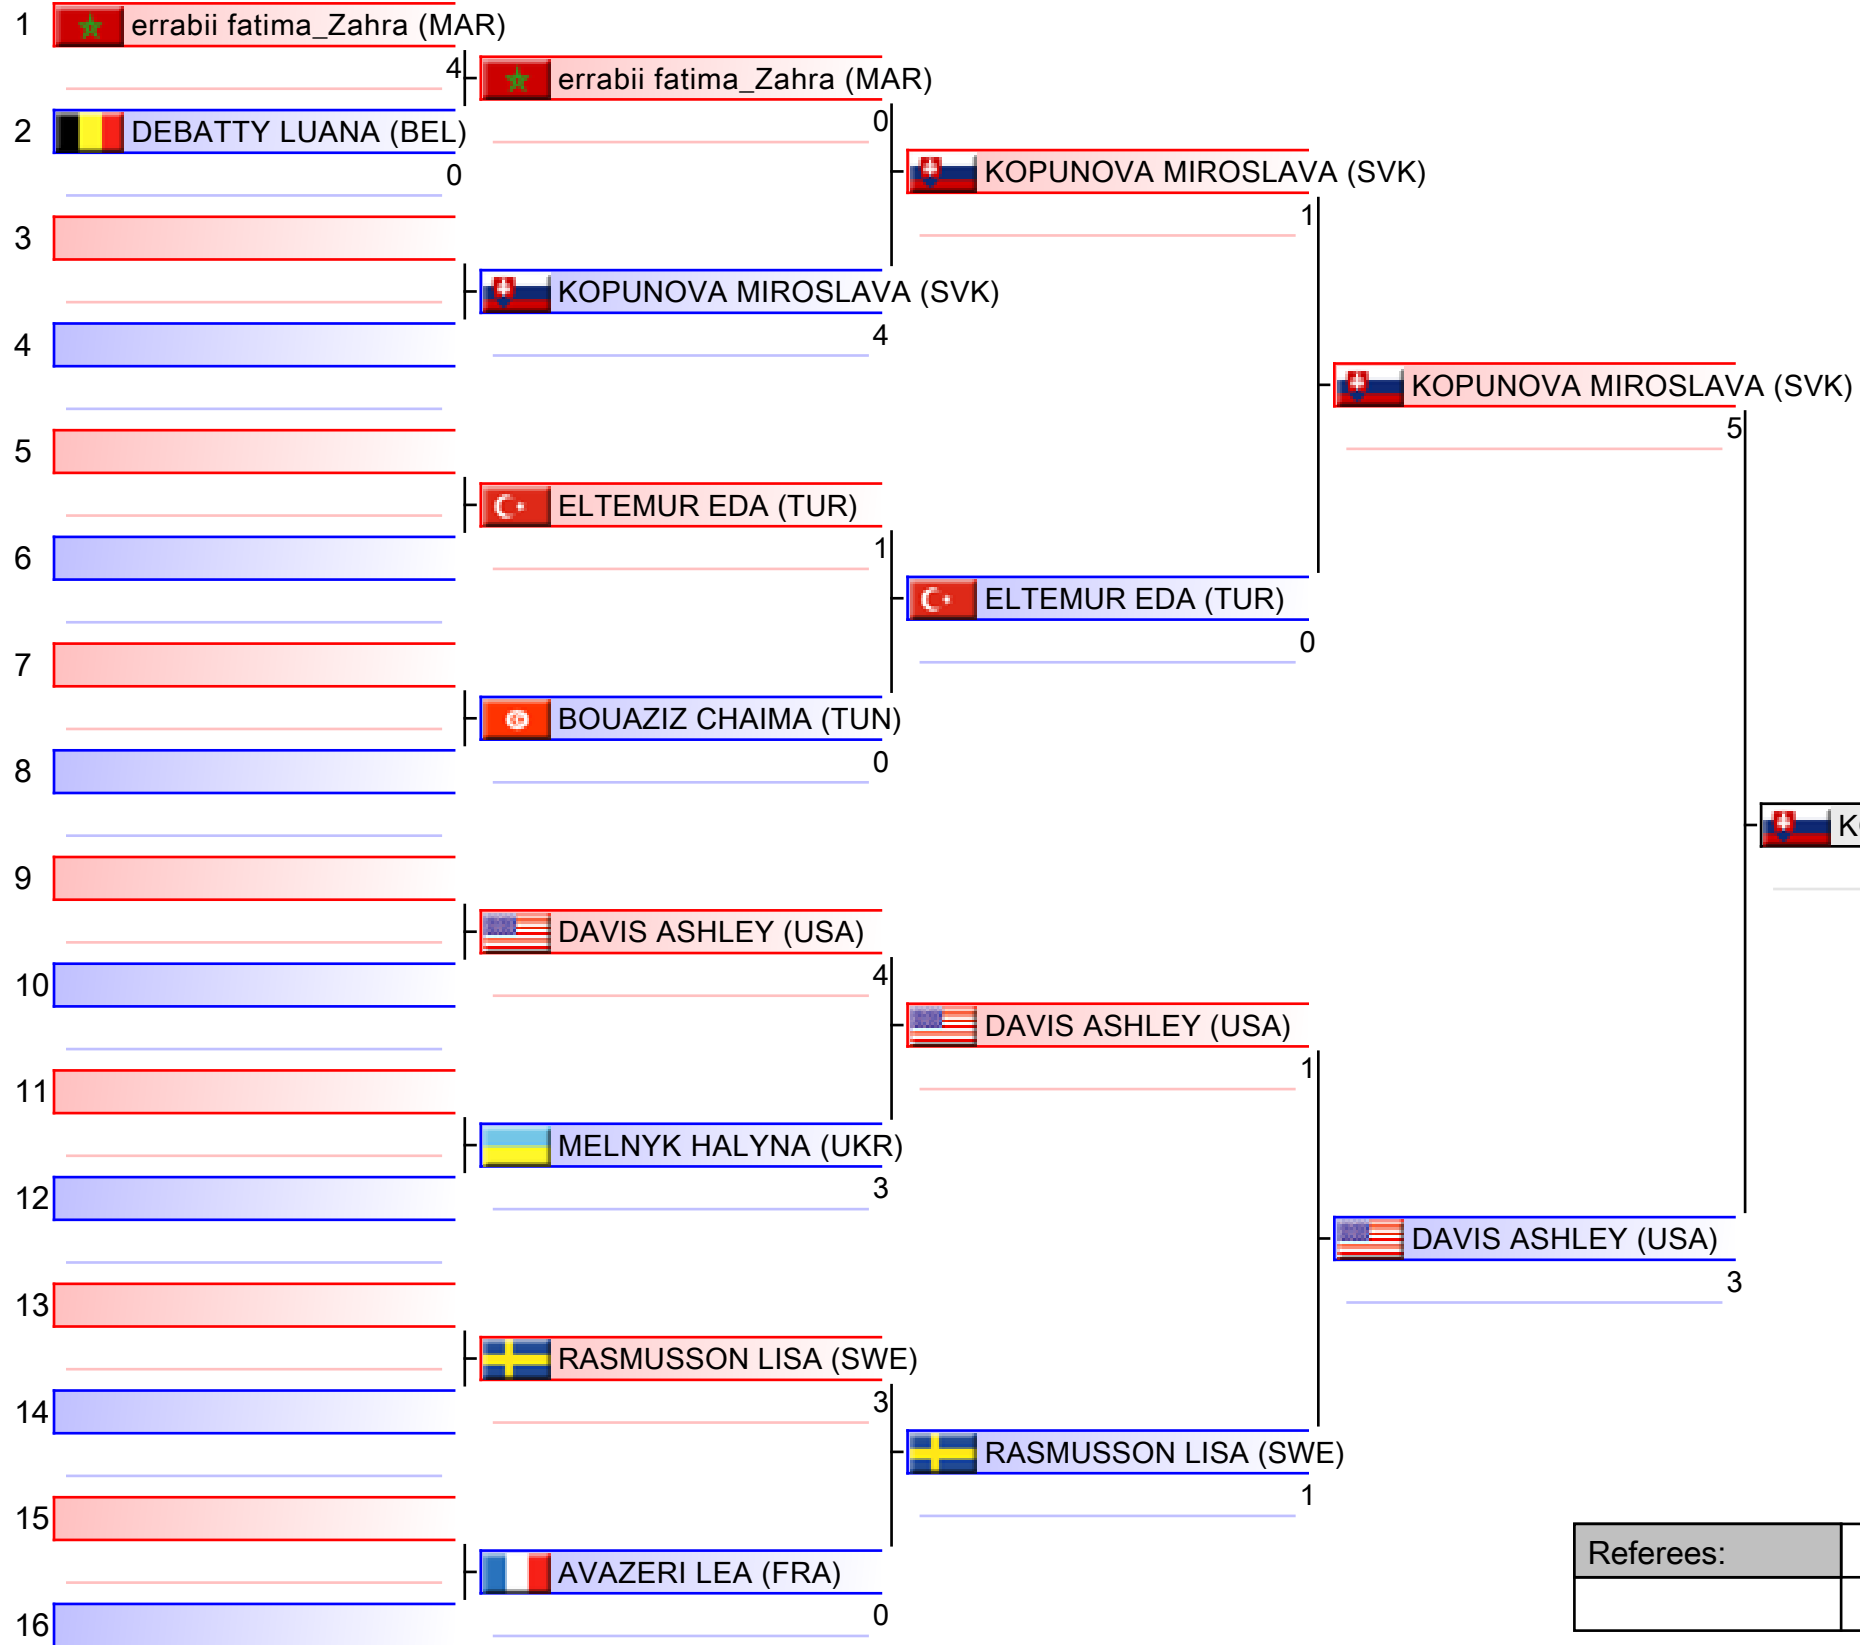 1 errabii fatima_Zahra (MAR)
4
errabii fatima_Zahra (MAR)
0
2 DEBATTY LUANA (BEL)
0
KOPUNOVA MIROSLAVA (SVK)
1
3
KOPUNOVA MIROSLAVA (SVK)
4
4
KOPUNOVA MIROSLAVA (SVK)
5
5
ELTEMUR EDA (TUR)
1
6
ELTEMUR EDA (TUR)
0
7
BOUAZIZ CHAIMA (TUN)
0
8
9
DAVIS ASHLEY (USA)
4
10
DAVIS ASHLEY (USA)
1
11
MELNYK HALYNA (UKR)
3
12
DAVIS ASHLEY (USA)
3
13
RASMUSSON LISA (SWE)
3
14
RASMUSSON LISA (SWE)
1
15
AVAZERI LEA (FRA)
0
16
Referees: